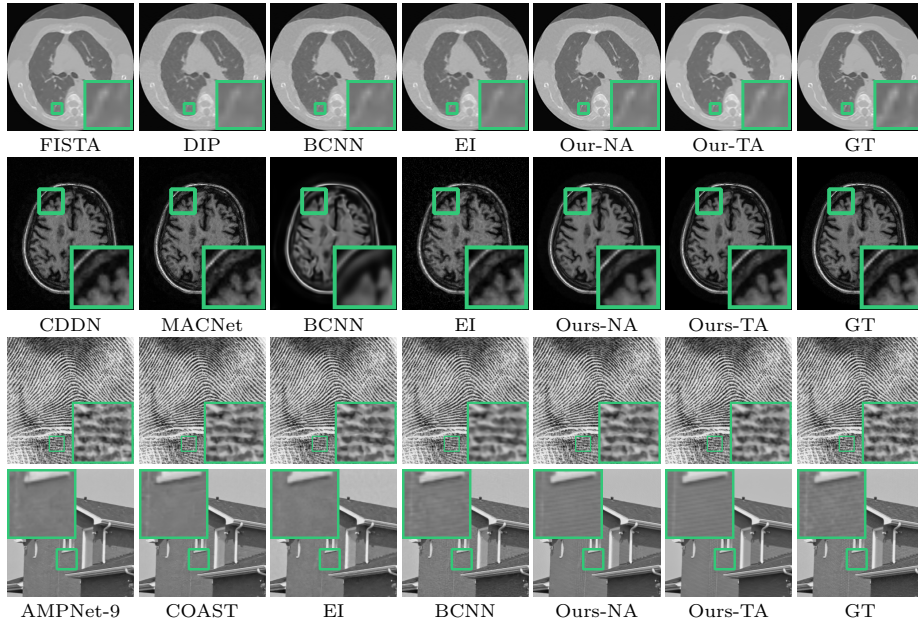 FISTA DIP BCNN EI Our-NA Our-TA GT
CDDN MACNet BCNN EI Ours-NA Ours-TA GT
AMPNet-9 COAST EI BCNN Ours-NA Ours-TA GT